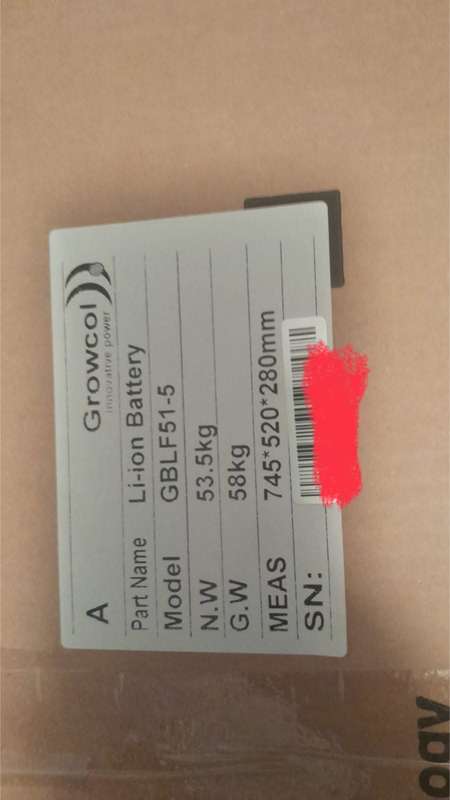 Growcol
innovative power
A
Part Name Li-ion Battery
Model GBLF51-5
N.W 53.5kg
G.W 58kg
MEAS 745*520*280mm
SN: